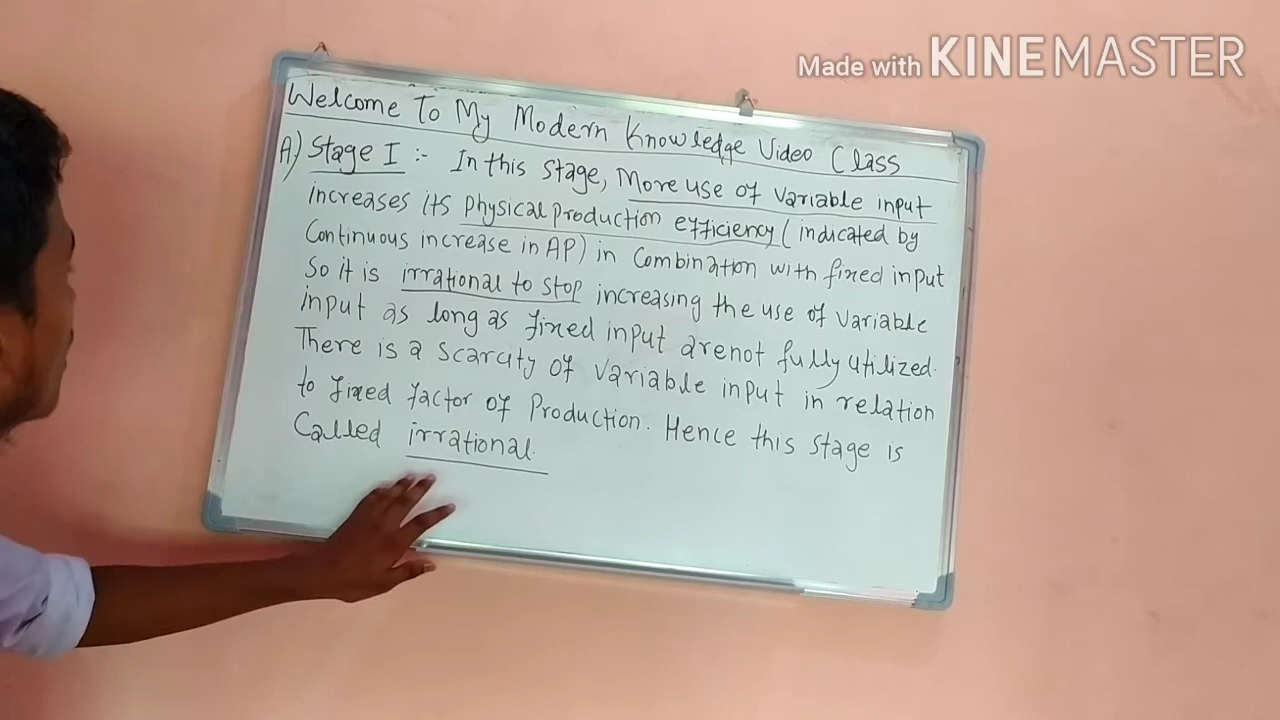 Made with KINEMASTER
Welcome To My Modern Knowledge Video Class
A) Stage I :- In this stage, More use of variable input
increases its physical production efficiency (indicated by
Continuous increase in AP) in Combination with fixed input
So it is irrational to stop increasing the use of variable
input as long as fixed input are not fully utilized.
There is a scarcity of variable input in relation
to fixed factor of Production. Hence this stage is
Called irrational.